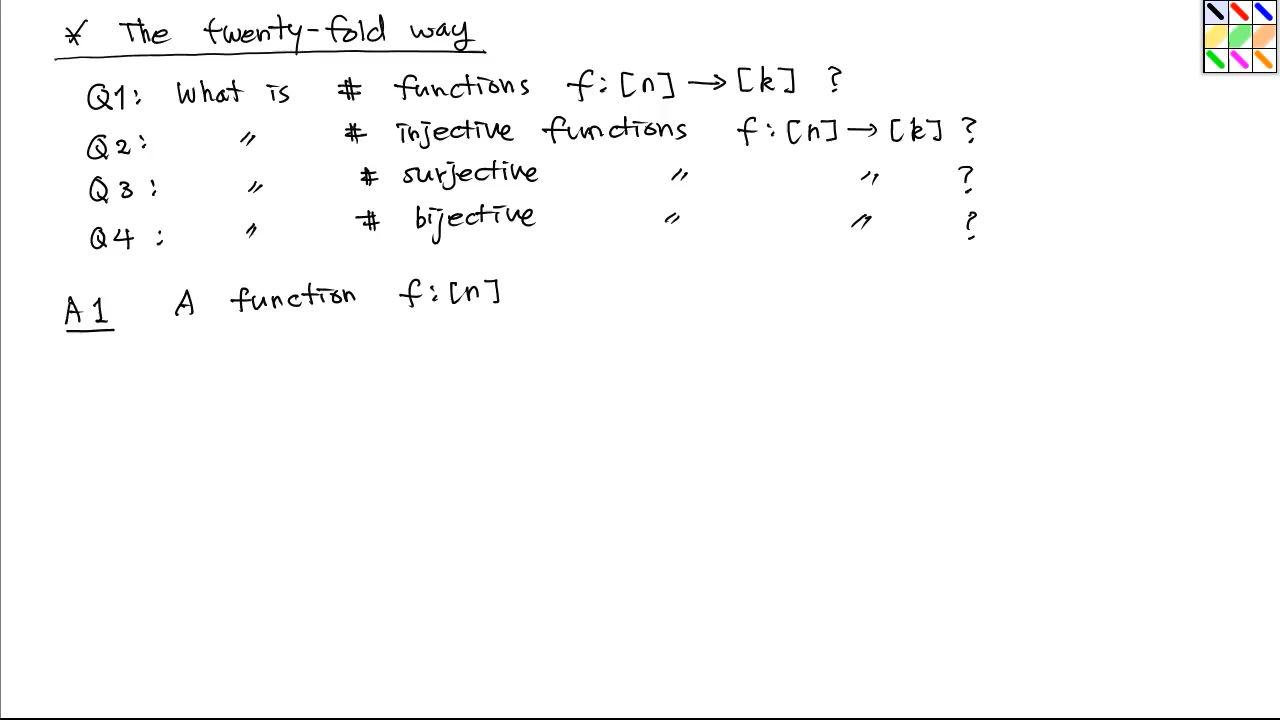 * The twenty-fold way
Q1: What is # functions f:[n]→[k] ?
Q2: 〃 # injective functions f:[n]→[k] ?
Q3: 〃 # surjective 〃 〃 ?
Q4: 〃 # bijective 〃 〃 ?
A1 A function f:[n]